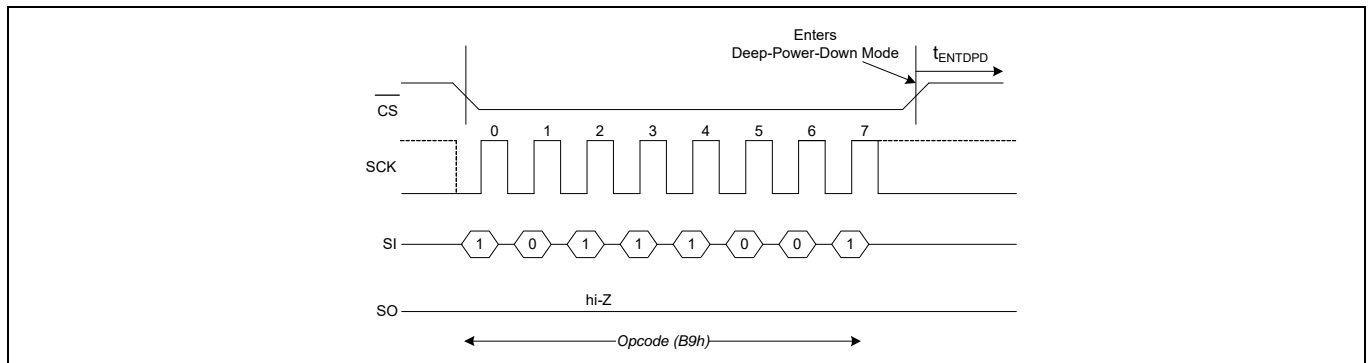 Enters
Deep-Power-Down Mode
tENTDPD
CS
0 1 2 3 4 5 6 7
SCK
SI 1 0 1 1 1 0 0 1
hi-Z
SO
Opcode (B9h)